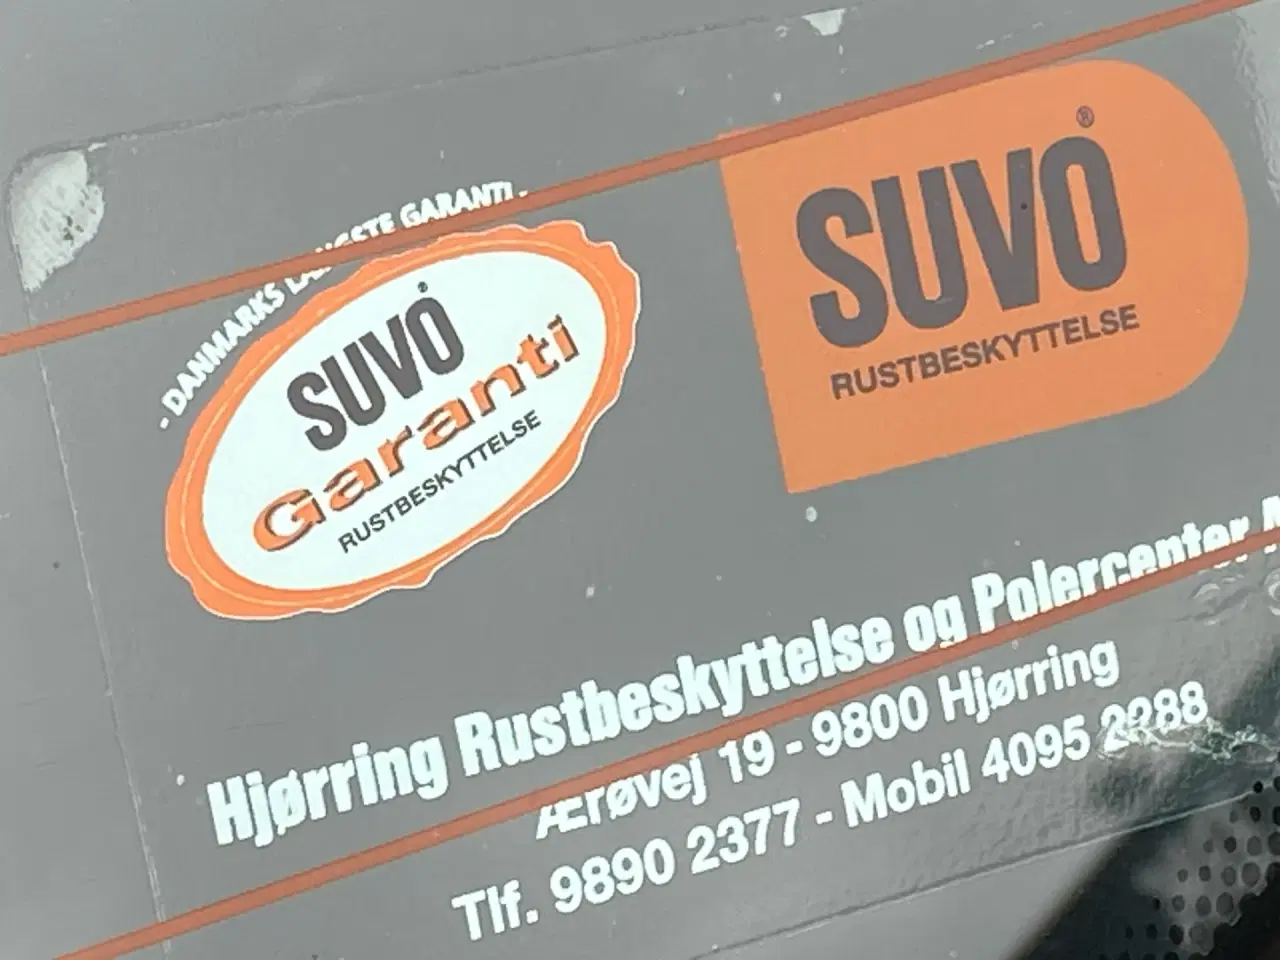 - DANMARKS LÆNGSTE GARANTI -
SUVO
Garanti
RUSTBESKYTTELSE
SUVO®
RUSTBESKYTTELSE
Hjørring Rustbeskyttelse og Polercenter
Ærøvej 19 - 9800 Hjørring
Tlf. 9890 2377 - Mobil 4095